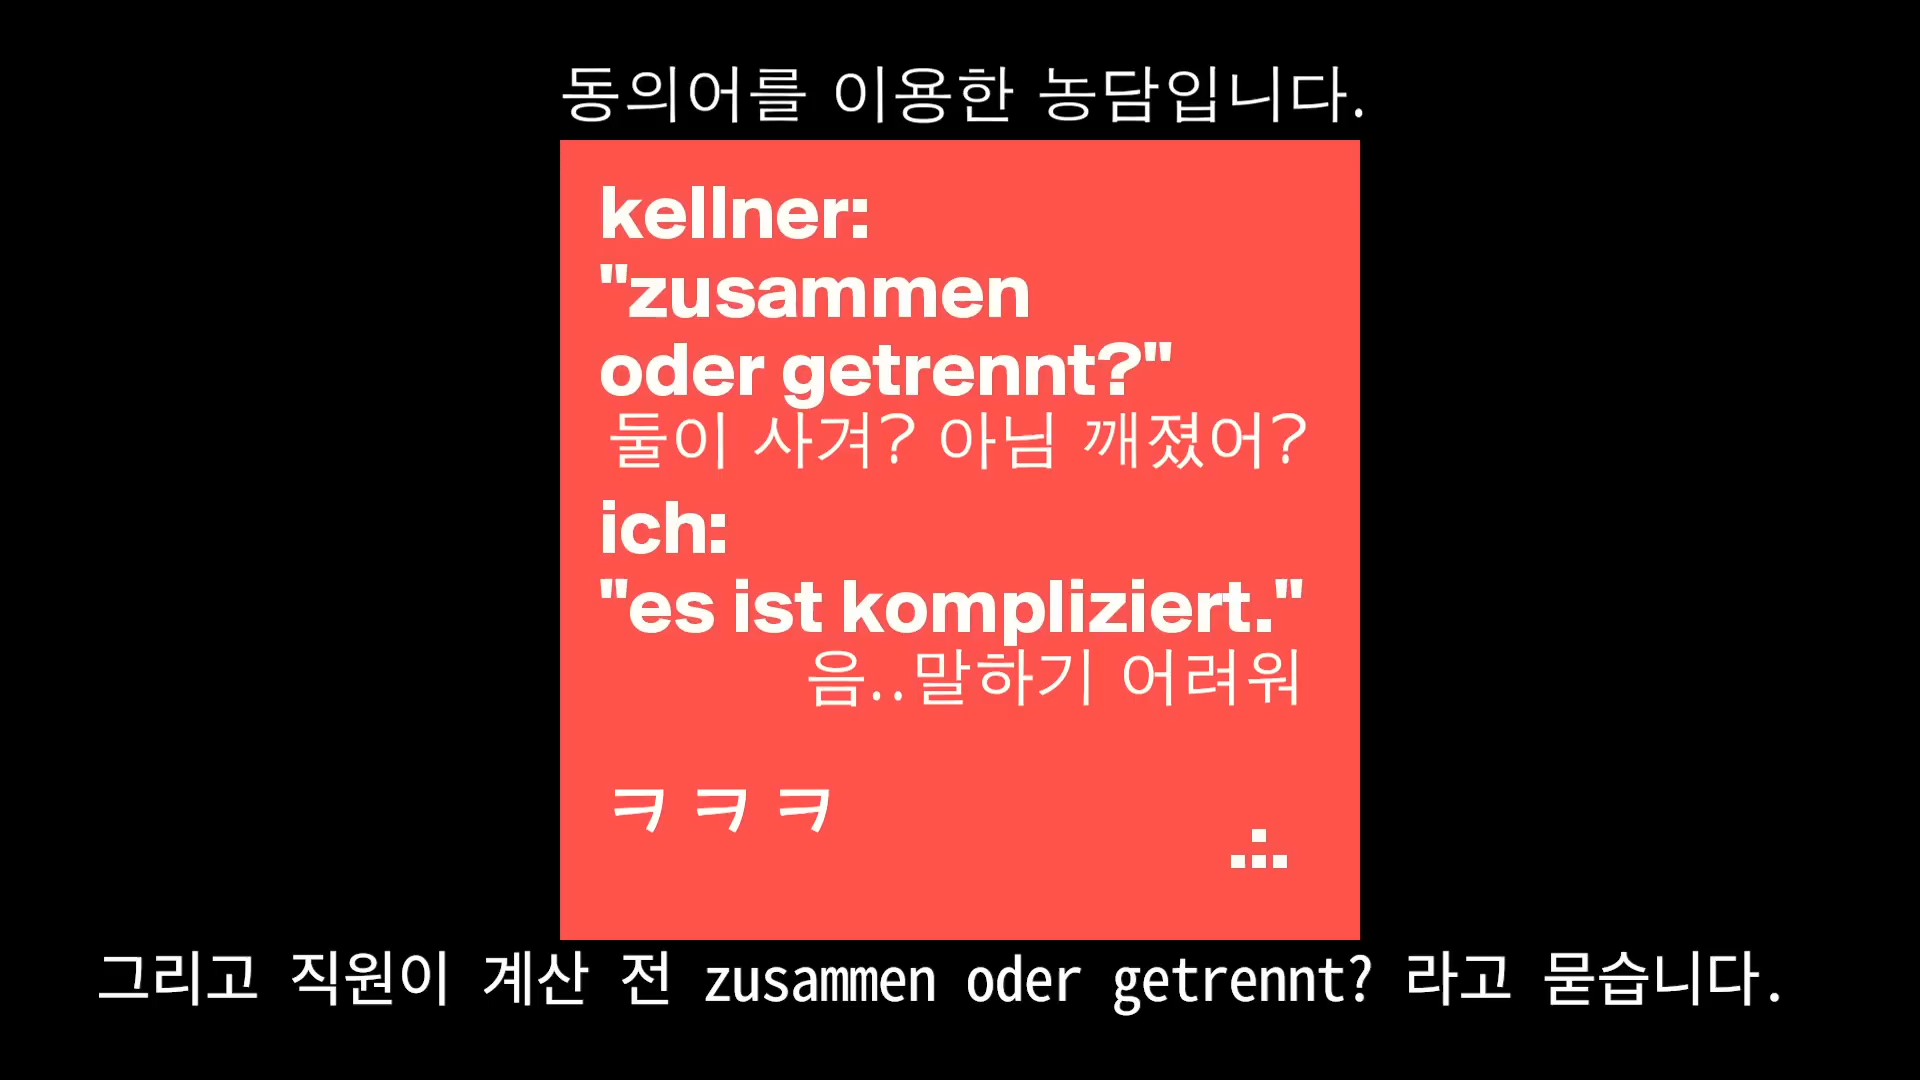 동의어를 이용한 농담입니다.
kellner:
"zusammen
oder getrennt?"
둘이 사겨? 아님 깨졌어?
ich:
"es ist kompliziert."
음..말하기 어려워
ㅋㅋㅋ
그리고 직원이 계산 전 zusammen oder getrennt? 라고 묻습니다.